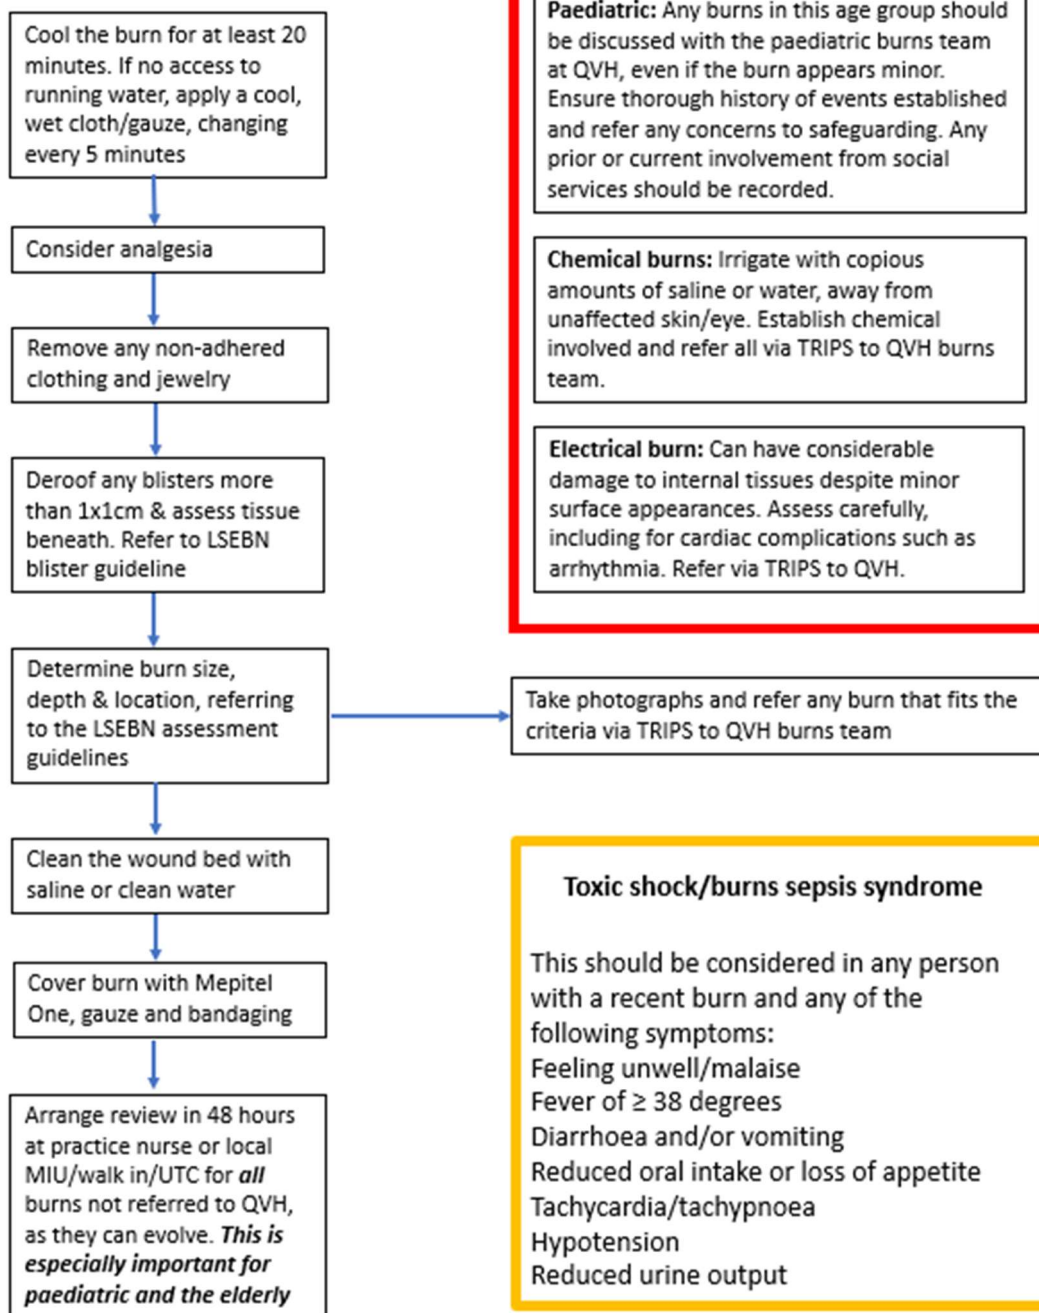 Cool the burn for at least 20
minutes. If no access to
running water, apply a cool,
wet cloth/gauze, changing
every 5 minutes
Consider analgesia
Remove any non-adhered
clothing and jewelry
Deroof any blisters more
than 1x1cm & assess tissue
beneath. Refer to LSEBN
blister guideline
Determine burn size,
depth & location, referring
to the LSEBN assessment
guidelines
Clean the wound bed with
saline or clean water
Cover burn with Mepitel
One, gauze and bandaging
Arrange review in 48 hours
at practice nurse or local
MIU/walk in/UTC for all
burns not referred to QVH,
as they can evolve. This is
especially important for
paediatric and the elderly
Paediatric: Any burns in this age group should
be discussed with the paediatric burns team
at QVH, even if the burn appears minor.
Ensure thorough history of events established
and refer any concerns to safeguarding. Any
prior or current involvement from social
services should be recorded.
Chemical burns: Irrigate with copious
amounts of saline or water, away from
unaffected skin/eye. Establish chemical
involved and refer all via TRIPS to QVH burns
team.
Electrical burn: Can have considerable
damage to internal tissues despite minor
surface appearances. Assess carefully,
including for cardiac complications such as
arrhythmia. Refer via TRIPS to QVH.
Take photographs and refer any burn that fits the
criteria via TRIPS to QVH burns team
Toxic shock/burns sepsis syndrome
This should be considered in any person
with a recent burn and any of the
following symptoms:
Feeling unwell/malaise
Fever of ≥ 38 degrees
Diarrhoea and/or vomiting
Reduced oral intake or loss of appetite
Tachycardia/tachypnoea
Hypotension
Reduced urine output